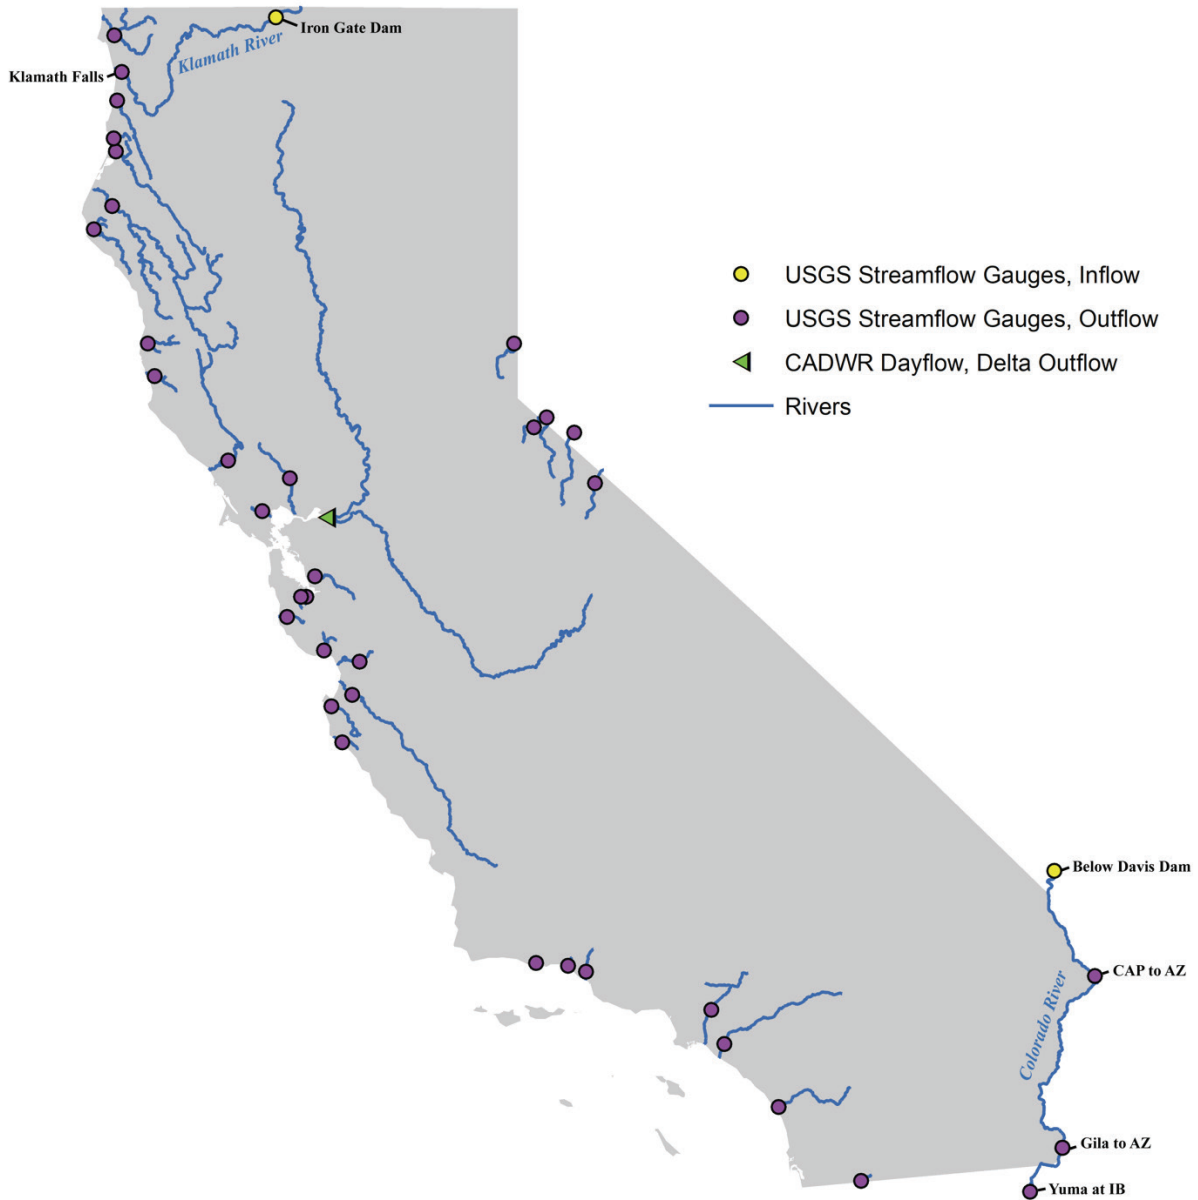 Iron Gate Dam
Klamath River
Klamath Falls
USGS Streamflow Gauges, Inflow
USGS Streamflow Gauges, Outflow
CADWR Dayflow, Delta Outflow
Rivers
Below Davis Dam
CAP to AZ
Colorado River
Gila to AZ
Yuma at IB